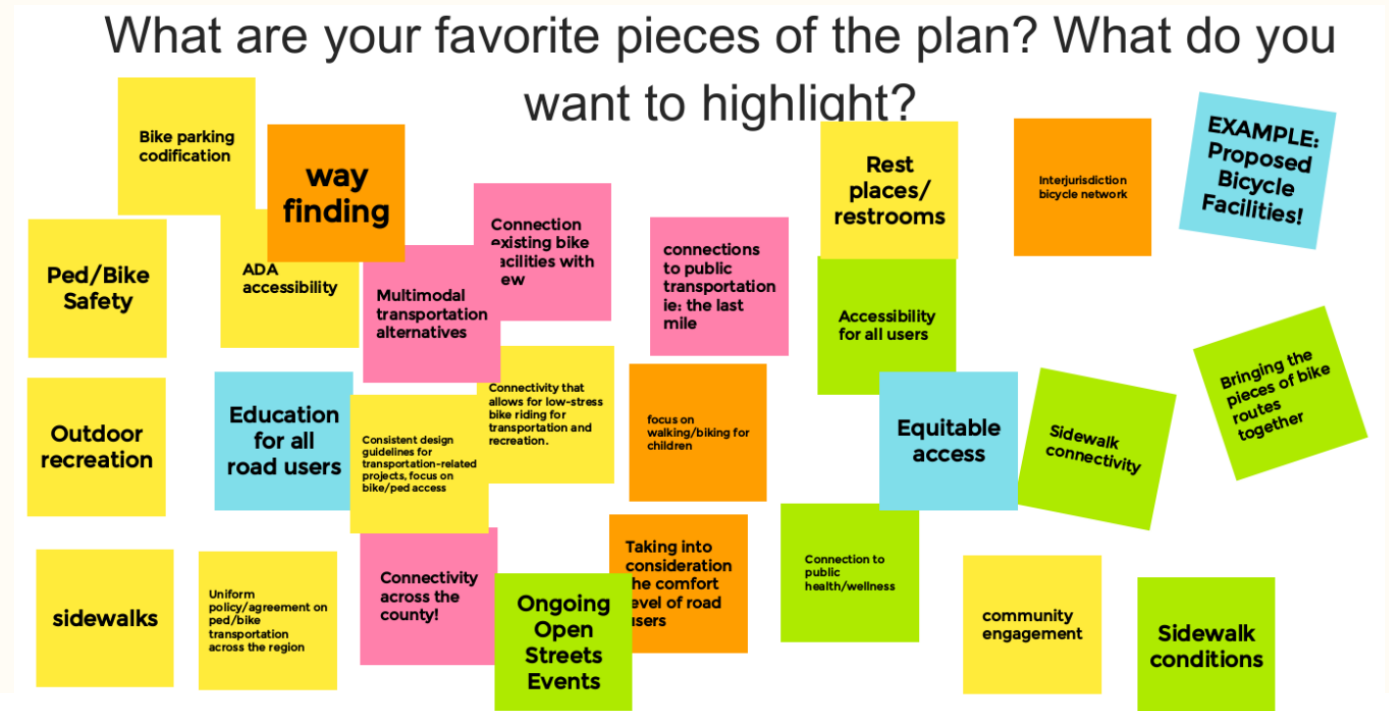 What are your favorite pieces of the plan? What do you
want to highlight?
Bike parking
codification
way
finding
Rest
places/
restrooms
Interjurisdiction
bicycle network
EXAMPLE:
Proposed
Bicycle
Facilities!
Ped/Bike
Safety
ADA
accessibility
Multimodal
transportation
alternatives
Connection
existing bike
acilities with
ew
connections
to public
transportation
ie: the last
mile
Accessibility
for all users
Bringing the
pieces of bike
routes
together
Outdoor
recreation
Education
for all
road users
Consistent design
guidelines for
transportation-related
projects, focus on
bike/ped access
Connectivity that
allows for low-stress
bike riding for
transportation and
recreation.
focus on
walking/biking for
children
Equitable
access
Sidewalk
connectivity
sidewalks
Uniform
policy/agreement on
ped/bike
transportation
across the region
Connectivity
across the
county!
Ongoing
Open
Streets
Events
Taking into
consideration
the comfort
level of road
users
Connection to
public
health/wellness
community
engagement
Sidewalk
conditions